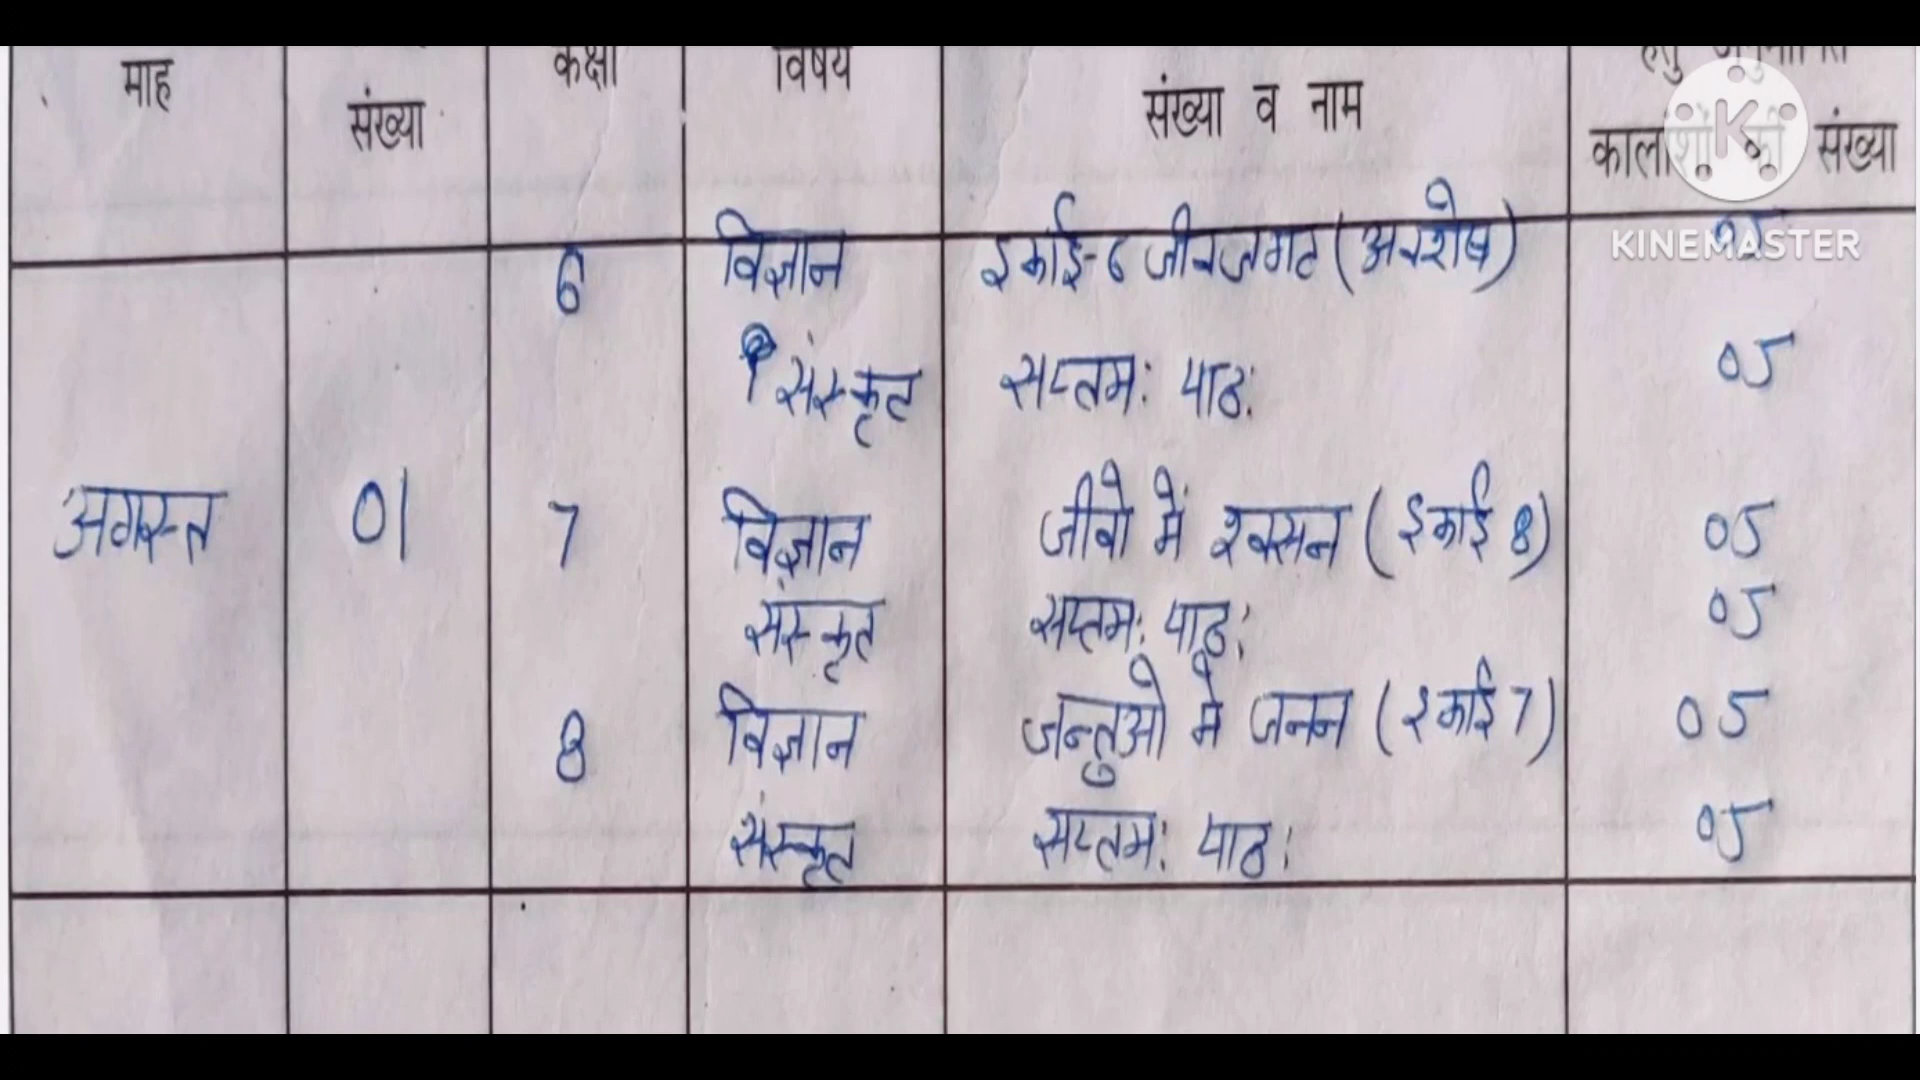 माह संख्या कक्षा विषय संख्या व नाम हेतु
कालांशों की संख्या
KINEMASTER
6 विज्ञान इकाई-6 जीवजगत (अवशेष) 05
संस्कृत सप्तमः पाठः 05
अगस्त 01 7 विज्ञान जीवो में श्वसन (इकाई 8) 05
संस्कृत सप्तमः पाठः 05
8 विज्ञान जन्तुओ मे जनन (इकाई 7) 05
संस्कृत सप्तमः पाठः 05